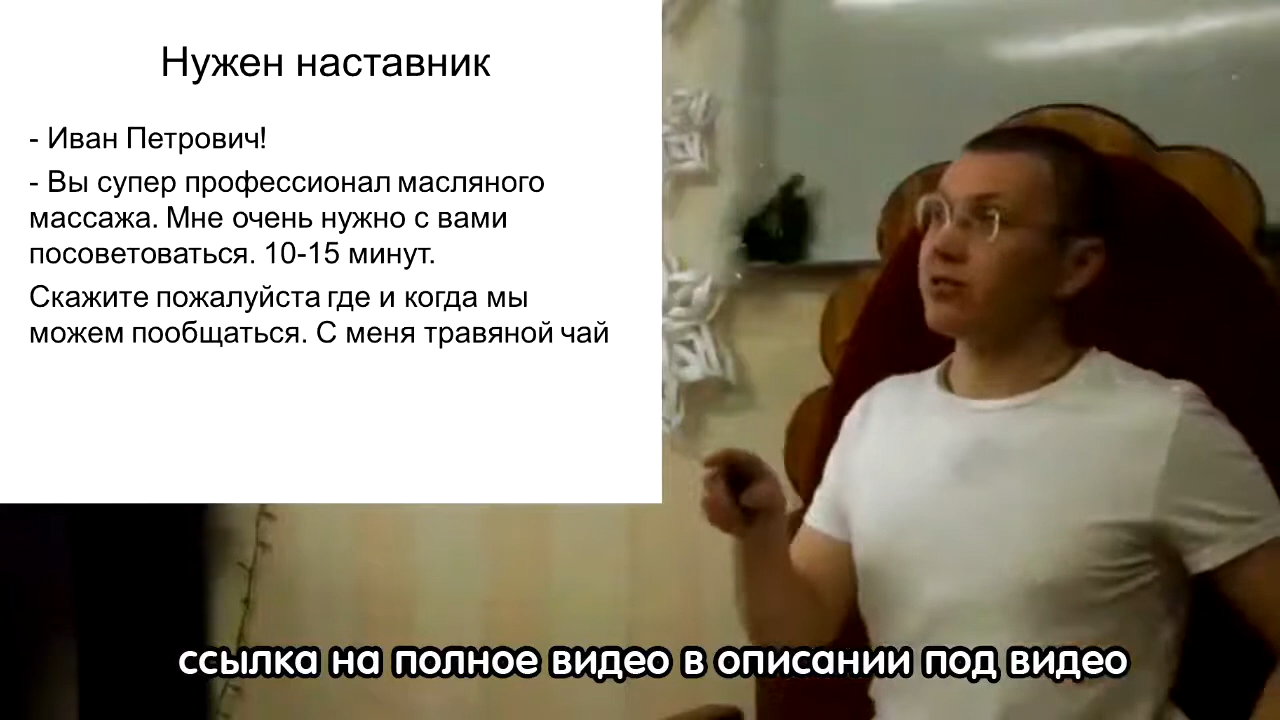 Нужен наставник
- Иван Петрович!
- Вы супер профессионал масляного
массажа. Мне очень нужно с вами
посоветоваться. 10-15 минут.
Скажите пожалуйста где и когда мы
можем пообщаться. С меня травяной чай
ссылка на полное видео в описании под видео